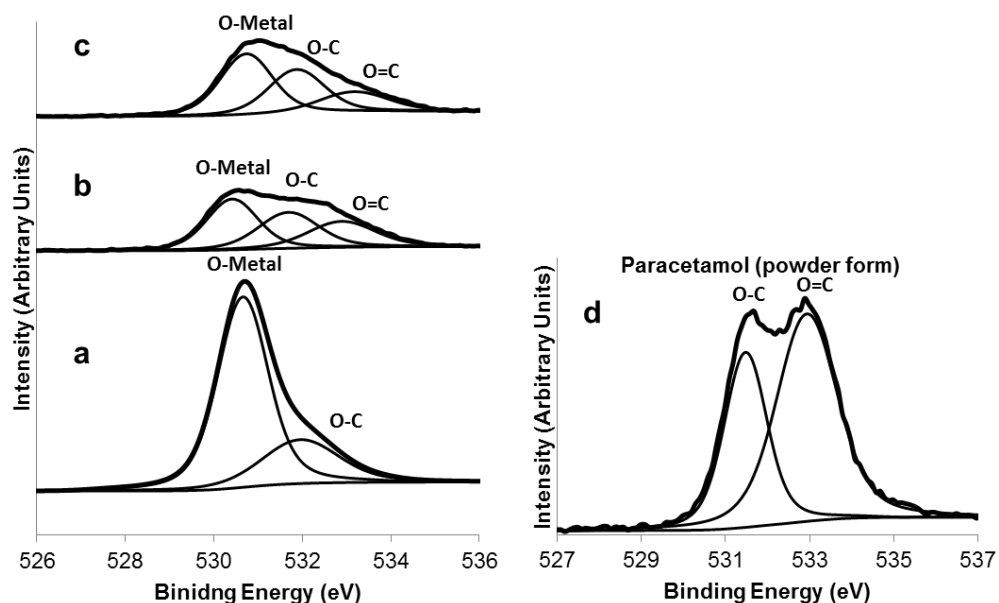 O-Metal
c
O-C
O=C
O-Metal
b
O-C
O=C
O-Metal
a
O-C
Intensity (Arbitrary Units)
526 528 530 532 534 536
Binidng Energy (eV)
Paracetamol (powder form)
O-C
O=C
d
Intensity (Arbitrary Units)
527 529 531 533 535 537
Binding Energy (eV)